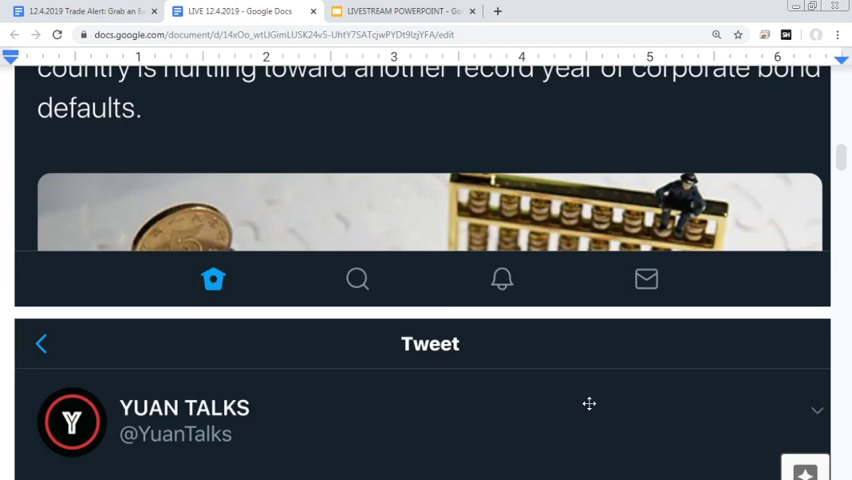 12.4.2019 Trade Alert: Grab an E
LIVE 12.4.2019 - Google Docs
LIVESTREAM POWERPOINT - Go
docs.google.com/document/d/14xOo_wtLlGimLUSK24v5-UhtY7SATcjwPYDt9lzjYFA/edit
1 2 3 4 5 6
country is hurtling toward another record year of corporate bond
defaults.
Tweet
Y
YUAN TALKS
@YuanTalks